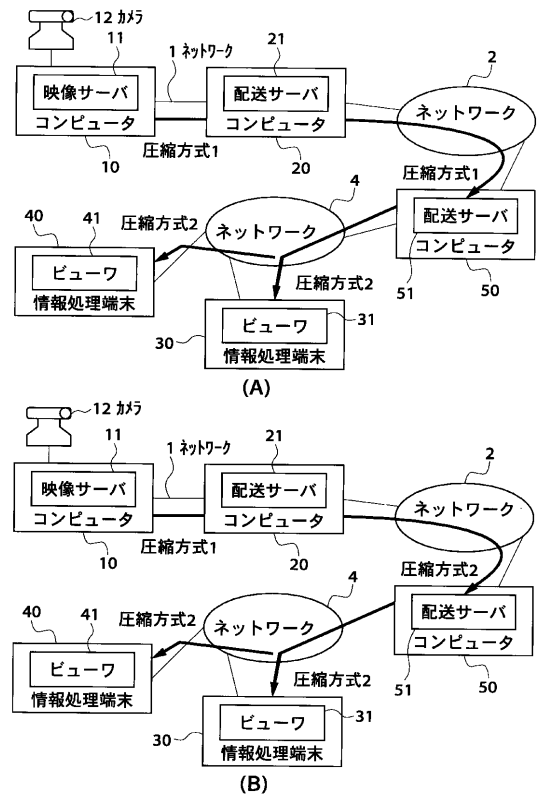 12 カメラ
11
1 ネットワーク
21
2
映像サーバ
配送サーバ
ネットワーク
コンピュータ
コンピュータ
10
圧縮方式1
20
圧縮方式1
4
40
41
圧縮方式2
ネットワーク
配送サーバ
コンピュータ
ビューワ
圧縮方式2
51
50
情報処理端末
31
30
ビューワ
情報処理端末
(A)
12 カメラ
11
1 ネットワーク
21
2
映像サーバ
配送サーバ
ネットワーク
コンピュータ
コンピュータ
10
圧縮方式1
20
圧縮方式2
4
40
41
圧縮方式2
ネットワーク
配送サーバ
コンピュータ
ビューワ
圧縮方式2
51
50
情報処理端末
31
30
ビューワ
情報処理端末
(B)